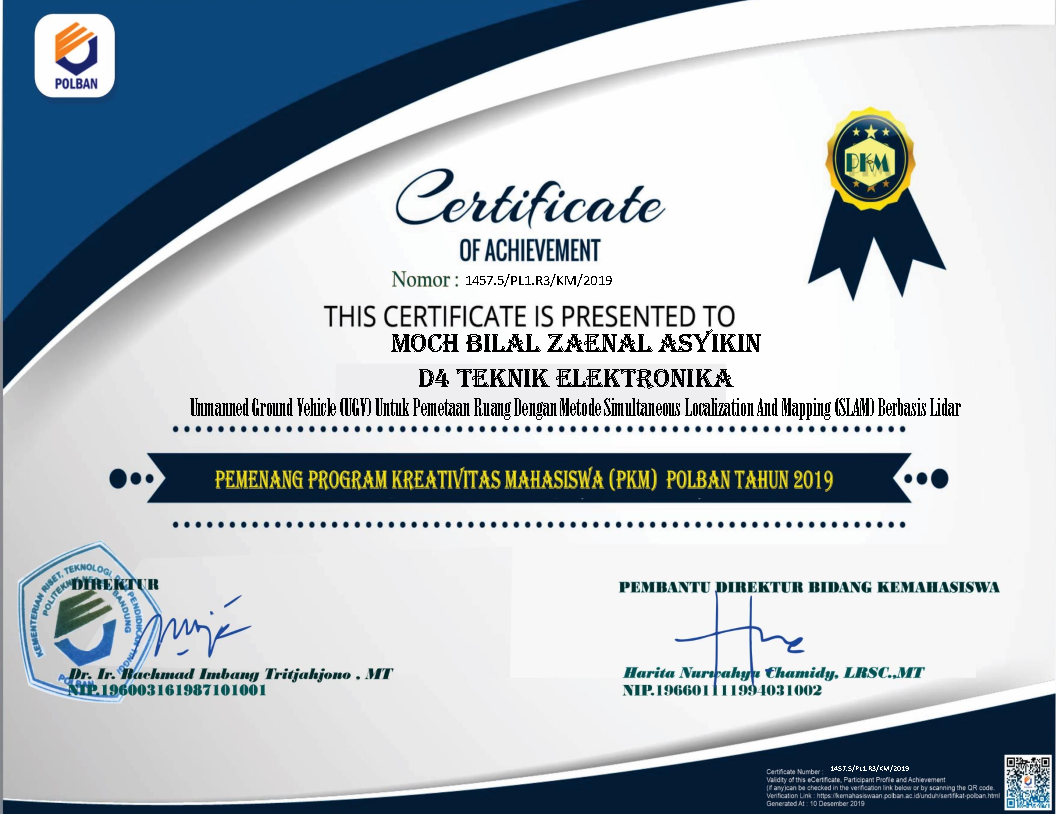 POLBAN
PKM
Certificate
OF ACHIEVEMENT
Nomor : 1457.5/PL1.R3/KM/2019
THIS CERTIFICATE IS PRESENTED TO
MOCH BILAL ZAENAL ASYIKIN
D4 TEKNIK ELEKTRONIKA
Unmanned Ground Vehicle (UGV) Untuk Pemetaan Ruang Dengan Metode Simultaneous Localization And Mapping (SLAM) Berbasis Lidar
PEMENANG PROGRAM KREATIVITAS MAHASISWA (PKM) POLBAN TAHUN 2019
KEMENTERIAN RISET, TEKNOLOGI, DAN PENDIDIKAN TINGGI
POLITEKNIK NEGERI BANDUNG
POLBAN
DIREKTUR
Dr. Ir. Rachmad Imbang Tritjahjono , MT
NIP.196003161987101001
PEMBANTU DIREKTUR BIDANG KEMAHASISWA
Harita Nurwahyu Chamidy, LRSC.,MT
NIP.196601111994031002
Certificate Number : 1457.5/PL1.R3/KM/2019
Validity of this eCertificate, Participant Profile and Achievement
(if any)can be checked in the verification link below or by scanning the QR code.
Verification Link : https://kemahasiswaan.polban.ac.id/unduh/sertifikat-polban.html
Generated At : 10 Desember 2019